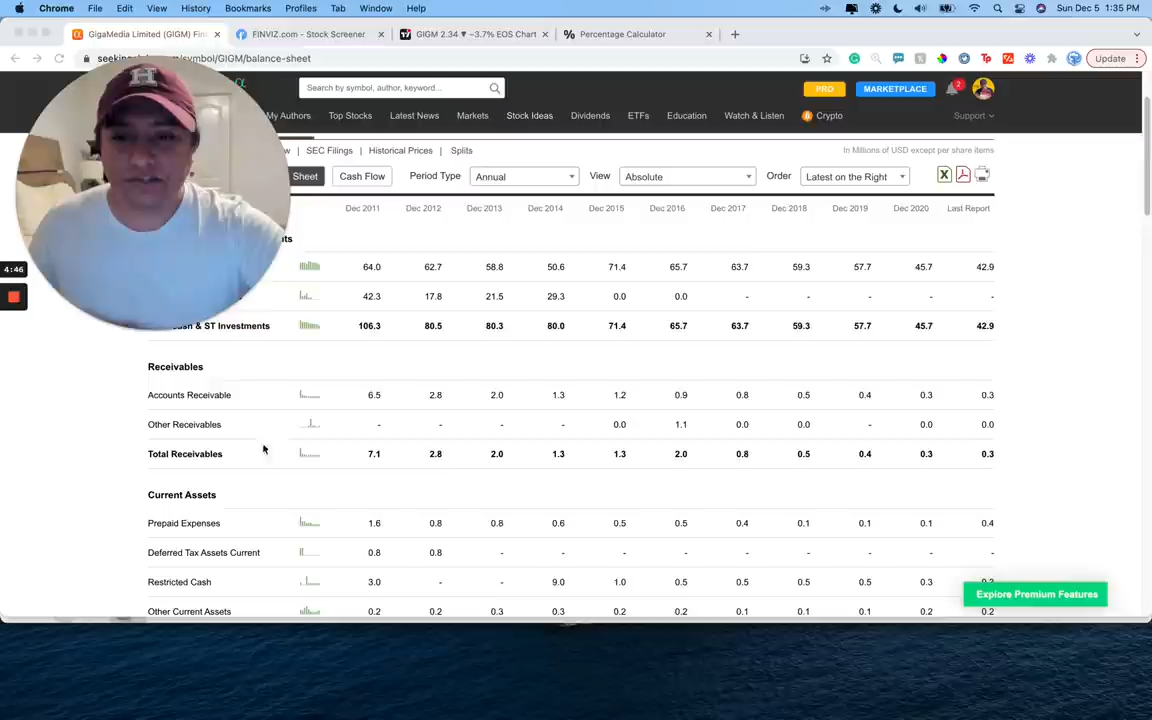 Chrome File Edit View History Bookmarks Profiles Tab Window Help Sun Dec 5 1:35 PM
GigaMedia Limited (GIGM) Fin FINVIZ.com - Stock Screener GIGM 2.34 ▼ −3.7% EOS Chart Percentage Calculator
/symbol/GIGM/balance-sheet Update
Search by symbol, author, keyword... PRO MARKETPLACE 2
My Authors Top Stocks Latest News Markets Stock Ideas Dividends ETFs Education Watch & Listen Crypto Support
SEC Filings | Historical Prices | Splits In Millions of USD except per share items
Sheet Cash Flow Period Type Annual View Absolute Order Latest on the Right
Dec 2011 Dec 2012 Dec 2013 Dec 2014 Dec 2015 Dec 2016 Dec 2017 Dec 2018 Dec 2019 Dec 2020 Last Report
64.0 62.7 58.8 50.6 71.4 65.7 63.7 59.3 57.7 45.7 42.9
4:46
42.3 17.8 21.5 29.3 0.0 0.0 - - - - -
& ST Investments 106.3 80.5 80.3 80.0 71.4 65.7 63.7 59.3 57.7 45.7 42.9
Receivables
Accounts Receivable 6.5 2.8 2.0 1.3 1.2 0.9 0.8 0.5 0.4 0.3 0.3
Other Receivables - - - - 0.0 1.1 0.0 0.0 - 0.0 0.0
Total Receivables 7.1 2.8 2.0 1.3 1.3 2.0 0.8 0.5 0.4 0.3 0.3
Current Assets
Prepaid Expenses 1.6 0.8 0.8 0.6 0.5 0.5 0.4 0.1 0.1 0.1 0.4
Deferred Tax Assets Current 0.8 0.8 - - - - - - - - -
Restricted Cash 3.0 - - 9.0 1.0 0.5 0.5 0.5 0.5 0.3
Explore Premium Features
Other Current Assets 0.2 0.2 0.3 0.3 0.2 0.2 0.1 0.1 0.1 0.2 0.2